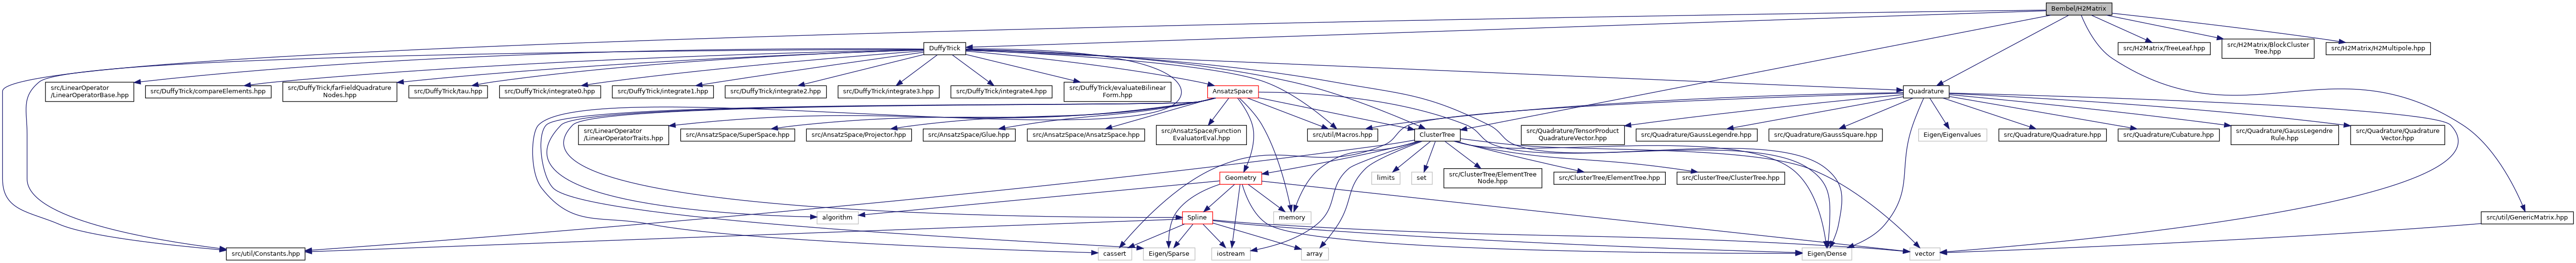 Bembel/H2Matrix
DuffyTrick
src/H2Matrix/TreeLeaf.hpp
src/H2Matrix/BlockCluster
Tree.hpp
src/H2Matrix/H2Multipole.hpp
src/LinearOperator
/LinearOperatorBase.hpp
src/DuffyTrick/compareElements.hpp
src/DuffyTrick/farFieldQuadrature
Nodes.hpp
src/DuffyTrick/tau.hpp
src/DuffyTrick/integrate0.hpp
src/DuffyTrick/integrate1.hpp
src/DuffyTrick/integrate2.hpp
src/DuffyTrick/integrate3.hpp
src/DuffyTrick/integrate4.hpp
src/DuffyTrick/evaluateBilinear
Form.hpp
AnsatzSpace
Quadrature
src/LinearOperator
/LinearOperatorTraits.hpp
src/AnsatzSpace/SuperSpace.hpp
src/AnsatzSpace/Projector.hpp
src/AnsatzSpace/Glue.hpp
src/AnsatzSpace/AnsatzSpace.hpp
src/AnsatzSpace/Function
EvaluatorEval.hpp
src/util/Macros.hpp
ClusterTree
src/Quadrature/TensorProduct
QuadratureVector.hpp
src/Quadrature/GaussLegendre.hpp
src/Quadrature/GaussSquare.hpp
Eigen/Eigenvalues
src/Quadrature/Quadrature.hpp
src/Quadrature/Cubature.hpp
src/Quadrature/GaussLegendre
Rule.hpp
src/Quadrature/Quadrature
Vector.hpp
Geometry
limits
set
src/ClusterTree/ElementTree
Node.hpp
src/ClusterTree/ElementTree.hpp
src/ClusterTree/ClusterTree.hpp
algorithm
Spline
memory
src/util/GenericMatrix.hpp
src/util/Constants.hpp
cassert
Eigen/Sparse
iostream
array
Eigen/Dense
vector